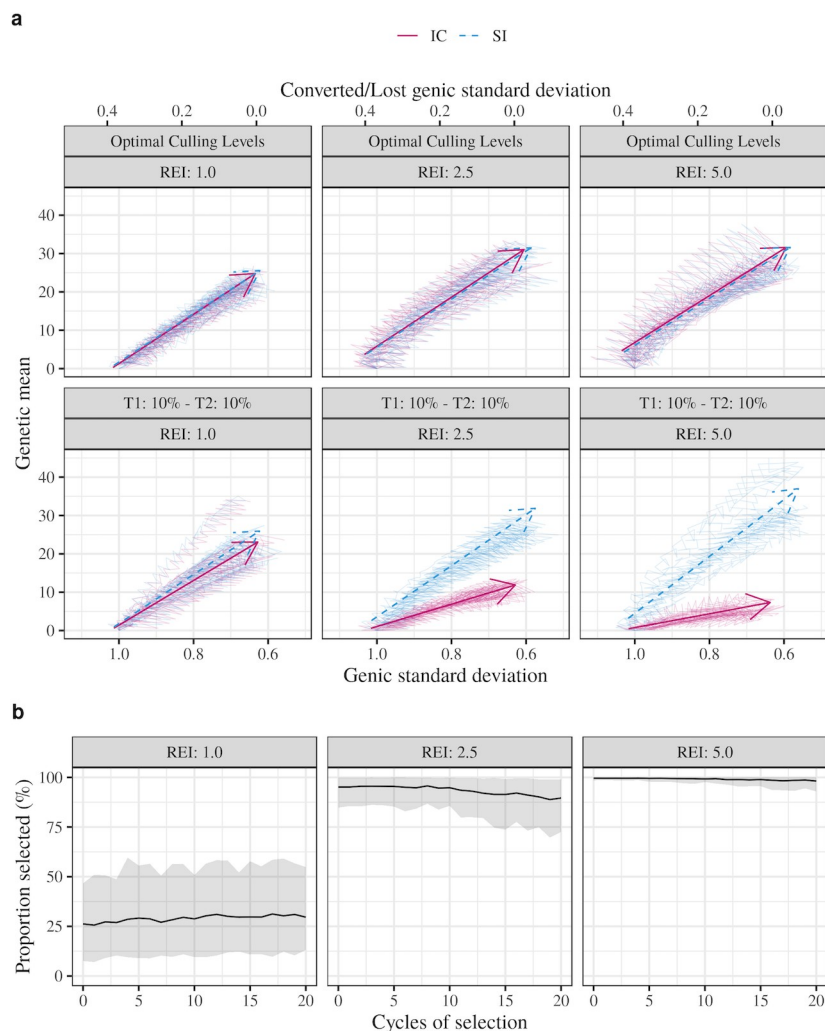 a
IC SI
Converted/Lost genic standard deviation
0.4 0.2 0.0 0.4 0.2 0.0 0.4 0.2 0.0
Optimal Culling Levels Optimal Culling Levels Optimal Culling Levels
REI: 1.0 REI: 2.5 REI: 5.0
40
30
20
10
0
Genetic mean
T1: 10% - T2: 10% T1: 10% - T2: 10% T1: 10% - T2: 10%
REI: 1.0 REI: 2.5 REI: 5.0
40
30
20
10
0
1.0 0.8 0.6 1.0 0.8 0.6 1.0 0.8 0.6
Genic standard deviation
b
REI: 1.0 REI: 2.5 REI: 5.0
Proportion selected (%)
100
75
50
25
0
0 5 10 15 20 0 5 10 15 20 0 5 10 15 20
Cycles of selection